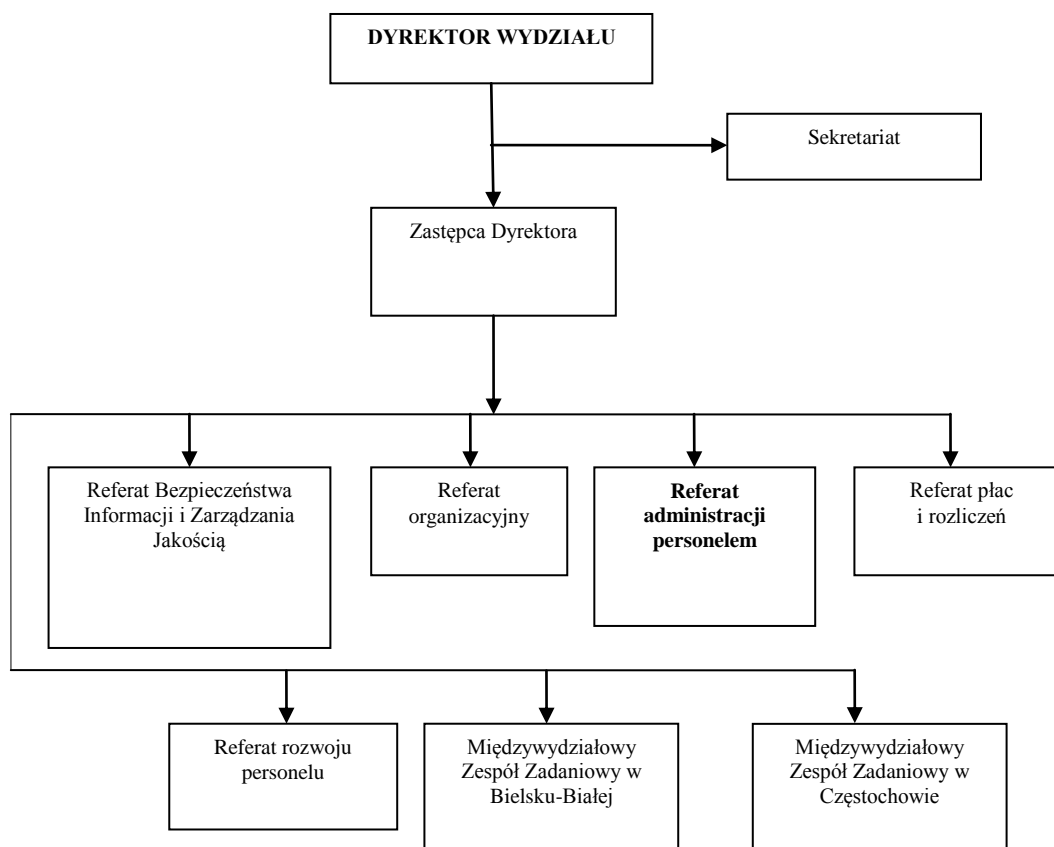 DYREKTOR WYDZIAŁU
Sekretariat
Zastępca Dyrektora
Referat Bezpieczeństwa
Informacji i Zarządzania
Jakością
Referat
organizacyjny
Referat
administracji
personelem
Referat płac
i rozliczeń
Referat rozwoju
personelu
Międzywydziałowy
Zespół Zadaniowy w
Bielsku-Białej
Międzywydziałowy
Zespół Zadaniowy w
Częstochowie